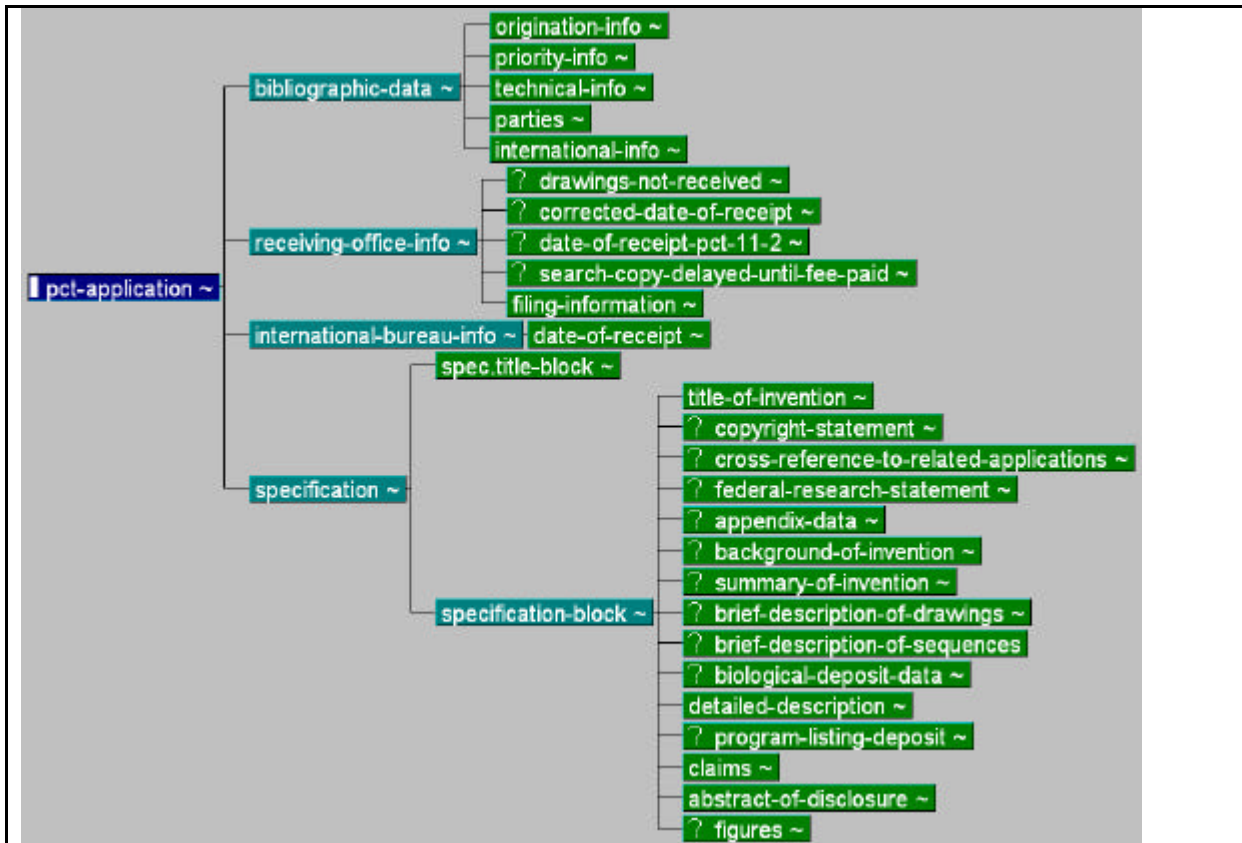 origination-info ~
priority-info ~
bibliographic-data ~
technical-info ~
parties ~
international-info ~
? drawings-not-received ~
? corrected-date-of-receipt ~
receiving-office-info ~
? date-of-receipt-pct-11-2 ~
? search-copy-delayed-until-fee-paid ~
pct-application ~
filing-information ~
international-bureau-info ~
date-of-receipt ~
spec.title-block ~
title-of-invention ~
? copyright-statement ~
? cross-reference-to-related-applications ~
specification ~
? federal-research-statement ~
? appendix-data ~
? background-of-invention ~
? summary-of-invention ~
specification-block ~
? brief-description-of-drawings ~
? brief-description-of-sequences
? biological-deposit-data ~
detailed-description ~
? program-listing-deposit ~
claims ~
abstract-of-disclosure ~
? figures ~